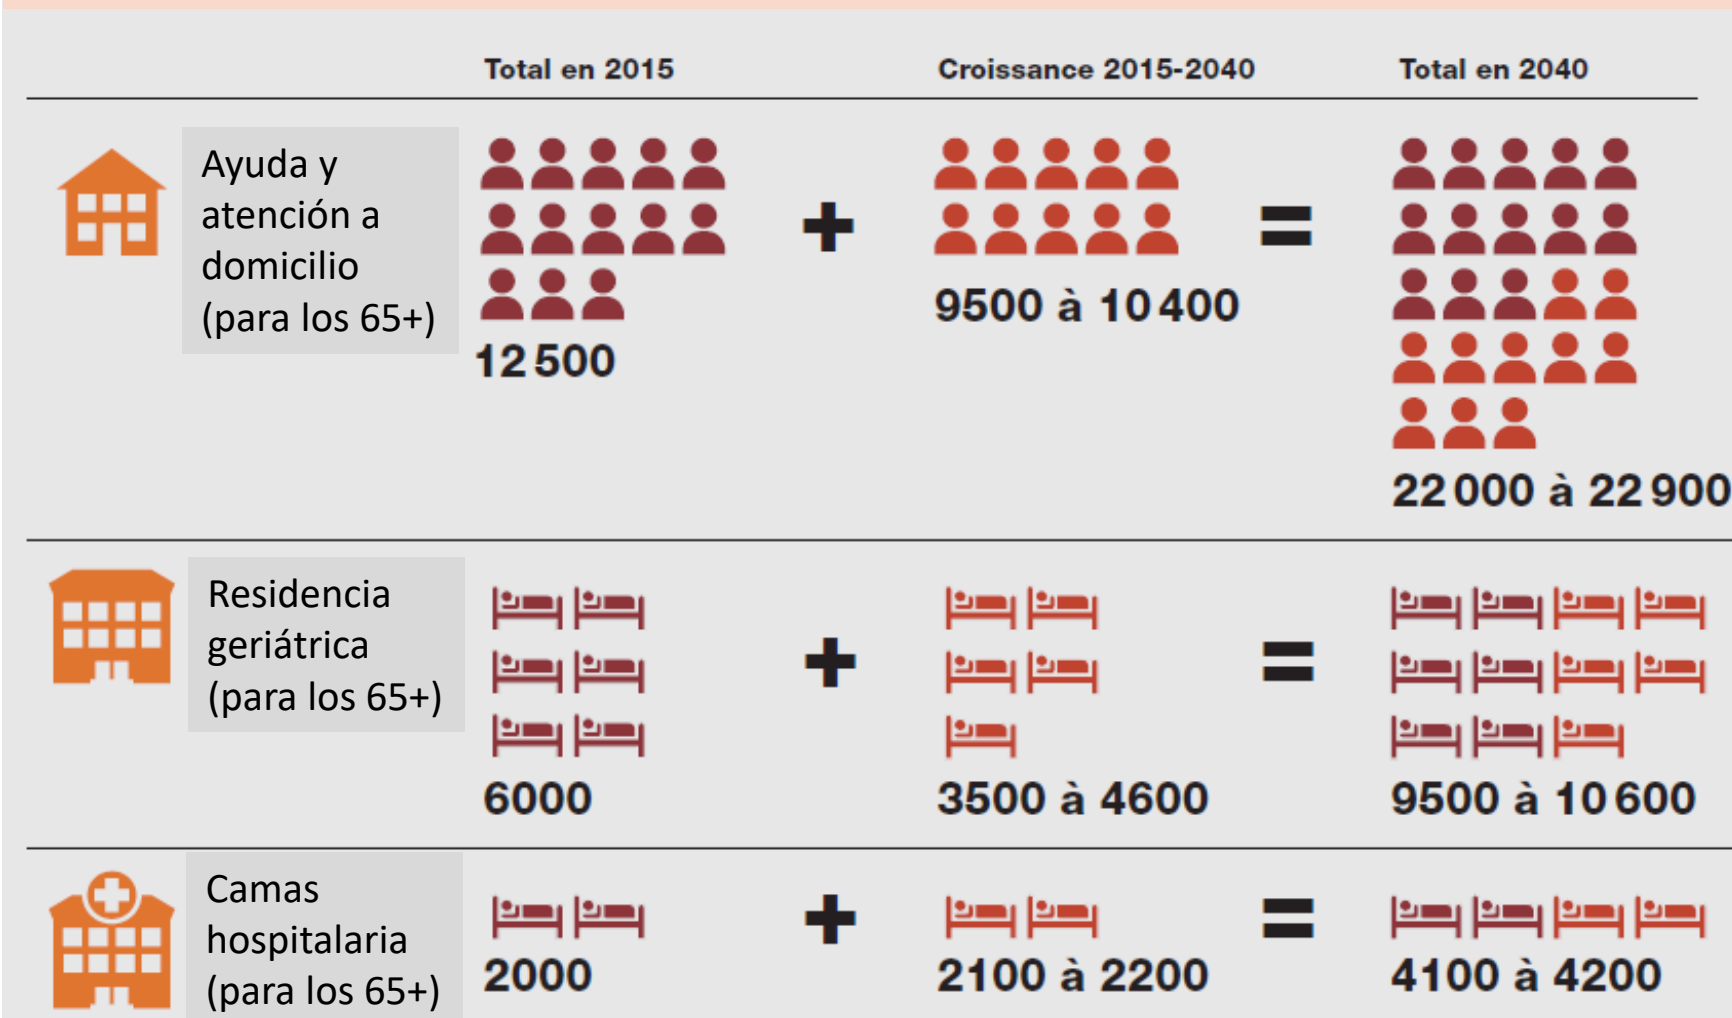 Total en 2015 Croissance 2015-2040 Total en 2040
Ayuda y
atención a
domicilio
(para los 65+)
12 500
+
9500 à 10 400
=
22 000 à 22 900
Residencia
geriátrica
(para los 65+)
6000
+
3500 à 4600
=
9500 à 10 600
Camas
hospitalaria
(para los 65+)
2000
+
2100 à 2200
=
4100 à 4200